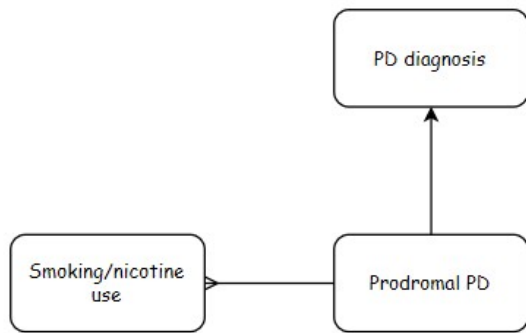 PD diagnosis
Smoking/nicotine
use
Prodromal PD